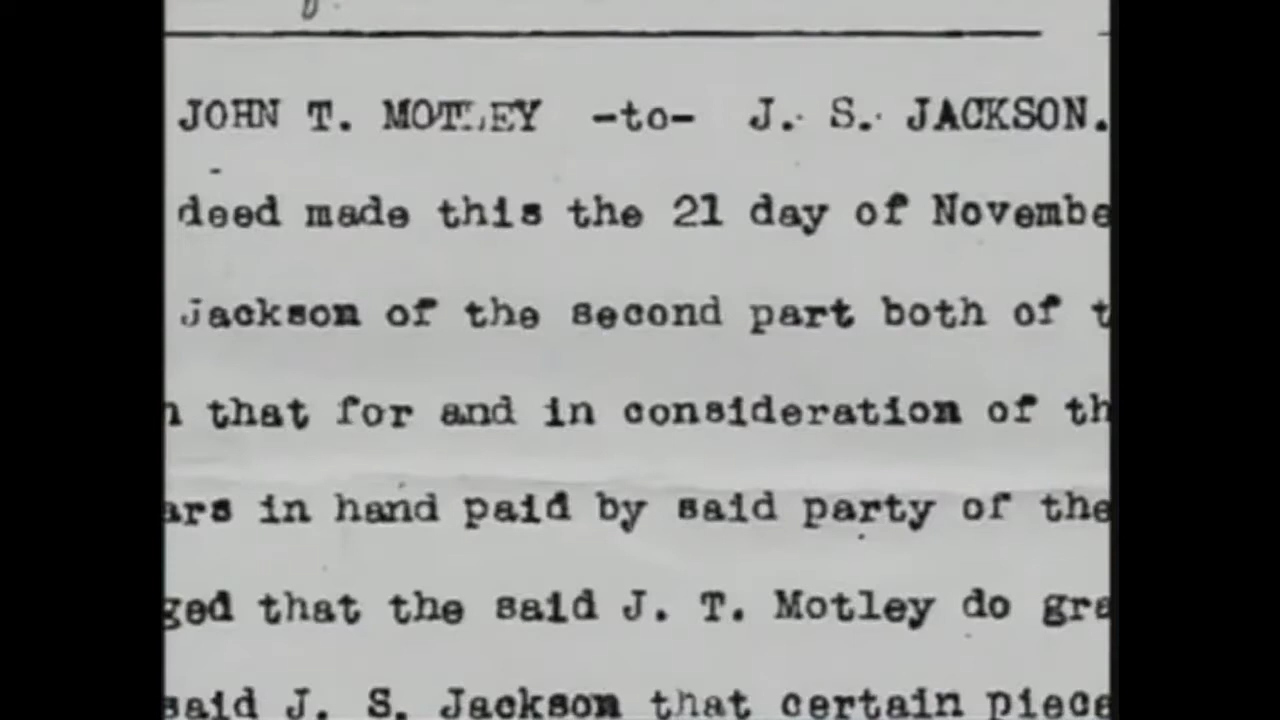 JOHN T. MOTLEY -to- J. S. JACKSON.
deed made this the 21 day of Novembe
Jackson of the second part both of t
n that for and in consideration of th
ars in hand paid by said party of the
ged that the said J. T. Motley do gra
said J. S. Jackson that certain piece